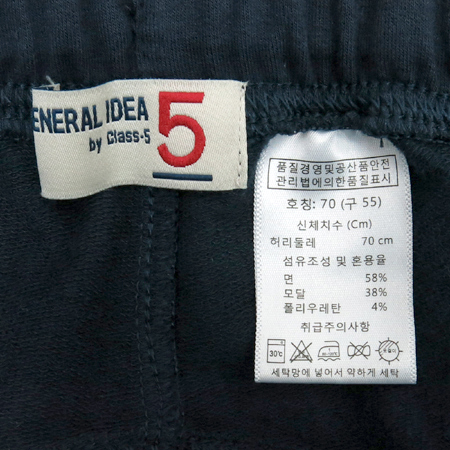 ENERAL IDEA
by Class-5
5
품질경영및공산품안전
관리법에의한품질표시
호칭: 70 (구 55)
신체치수 (Cm)
허리둘레 70 cm
섬유조성 및 혼용율
면 58%
모달 38%
폴리우레탄 4%
취급주의사항
30℃
세탁망에 넣어서 약하게 세탁